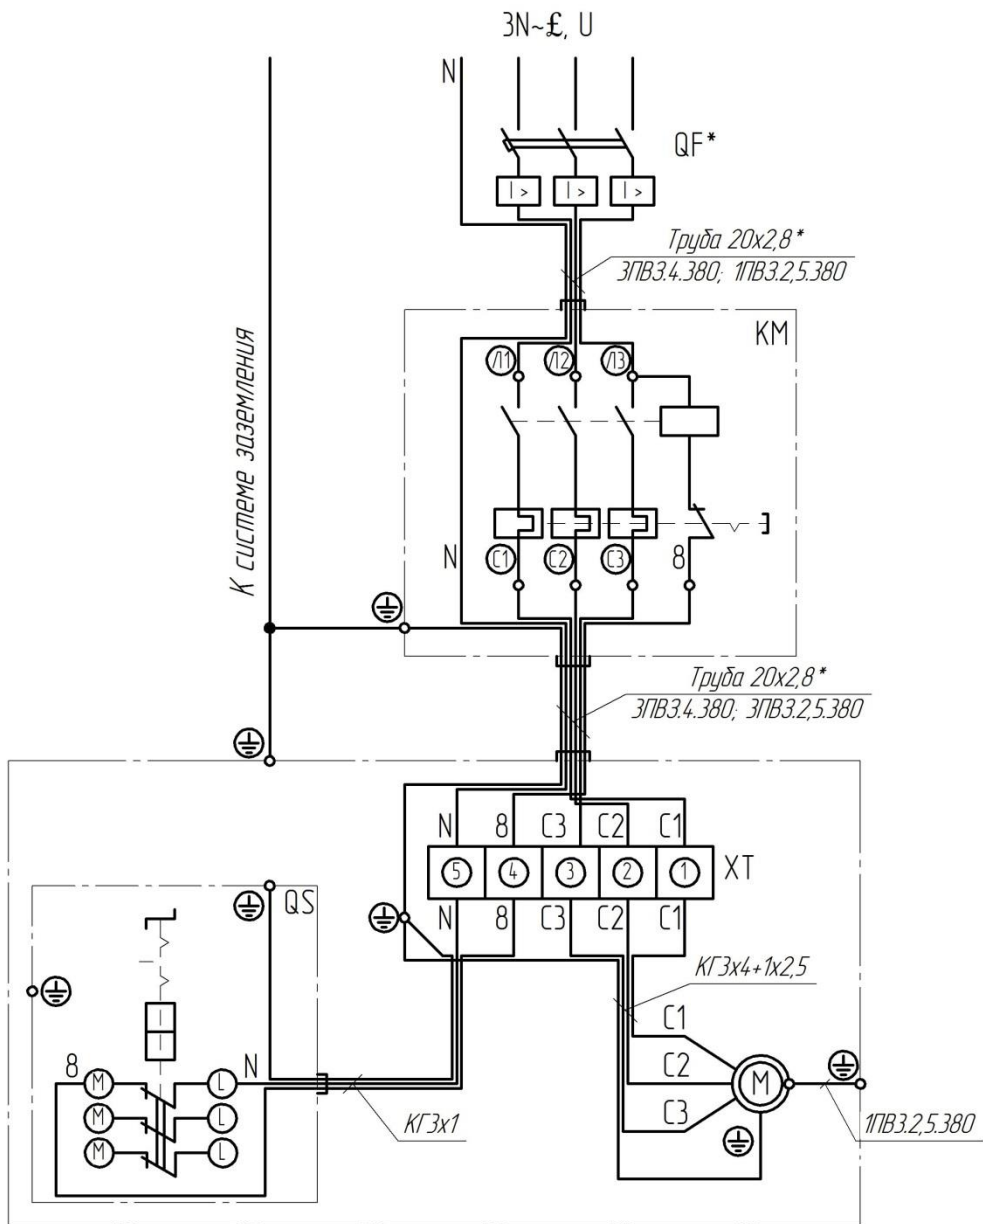 3N~£, U
N
QF*
I >
I >
I >
Труба 20х2,8*
3ПВ3.4.380; 1ПВ3.2,5.380
КМ
Л1
Л2
Л3
К системе заземления
N
С1
С2
С3
8
Труба 20х2,8*
3ПВ3.4.380; 3ПВ3.2,5.380
N
8
С3
С2
С1
5
4
3
2
1
ХТ
N
8
С3
С2
С1
QS
КГ3х4+1х2,5
С1
С2
С3
М
8
М
L
N
М
L
М
L
КГ3х1
1ПВ3.2,5.380